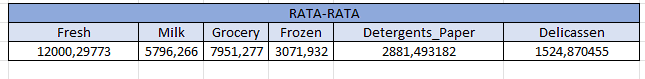 RATA-RATA
Fresh Milk Grocery Frozen Detergents_Paper Delicassen
12000,29773 5796,266 7951,277 3071,932 2881,493182 1524,870455